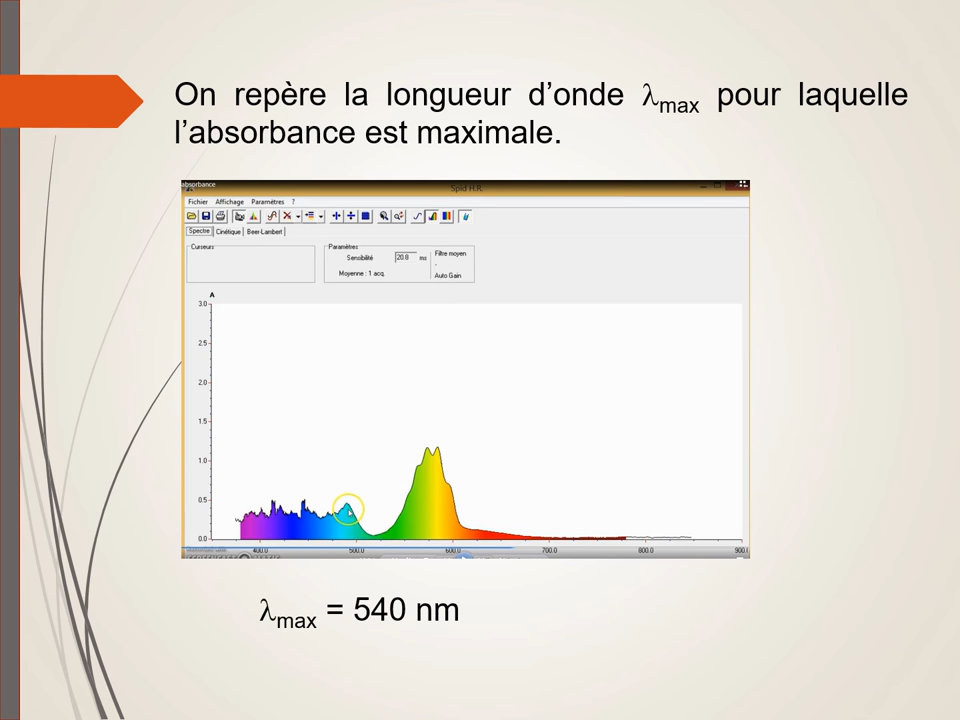 On repère la longueur d’onde λmax pour laquelle
l’absorbance est maximale.
absorbance
Spid H.R.
Fichier Affichage Paramètres ?
Spectre Cinétique Beer-Lambert
Curseurs
Paramètres
Sensibilité 20.8 ms
Filtre moyen
-
Moyenne : 1 acq.
Auto Gain
A
3.0
2.5
2.0
1.5
1.0
0.5
0.0
400.0 500.0 600.0 700.0 800.0 900.0
λmax = 540 nm